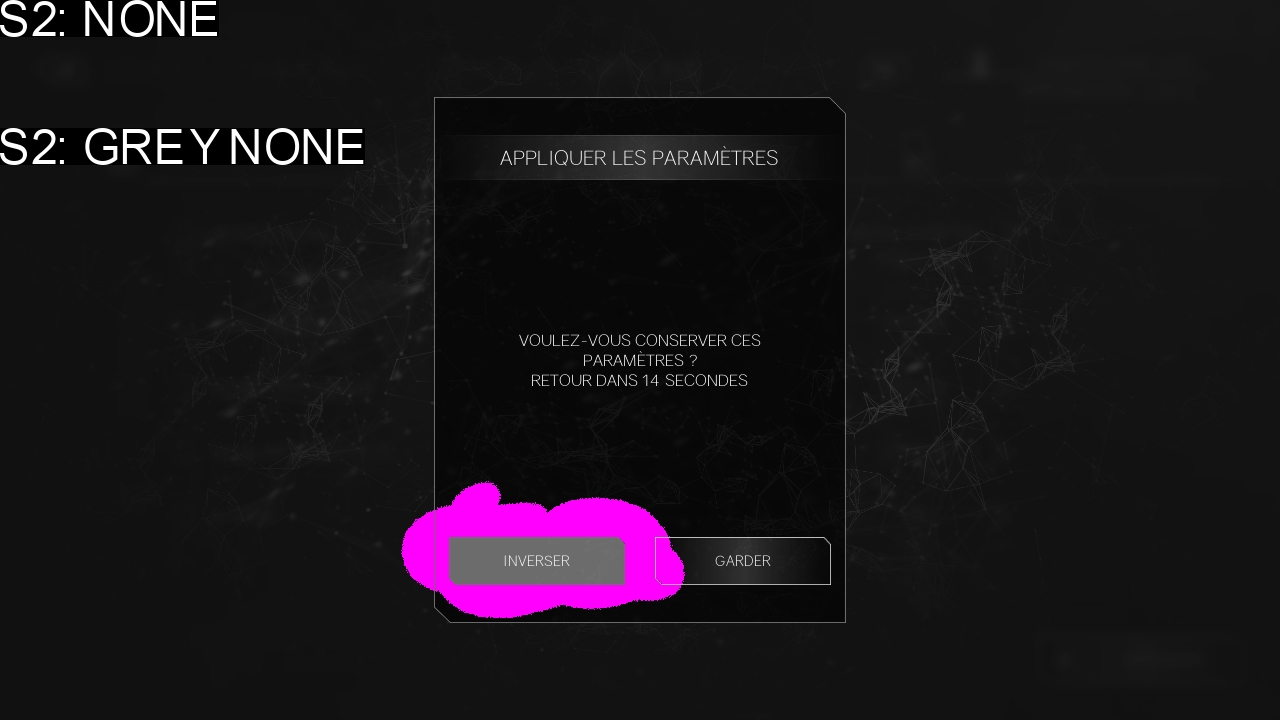 S2: NONE
S2: GREY NONE
APPLIQUER LES PARAMÈTRES
VOULEZ-VOUS CONSERVER CES
PARAMÈTRES ?
RETOUR DANS 14 SECONDES
INVERSER
GARDER